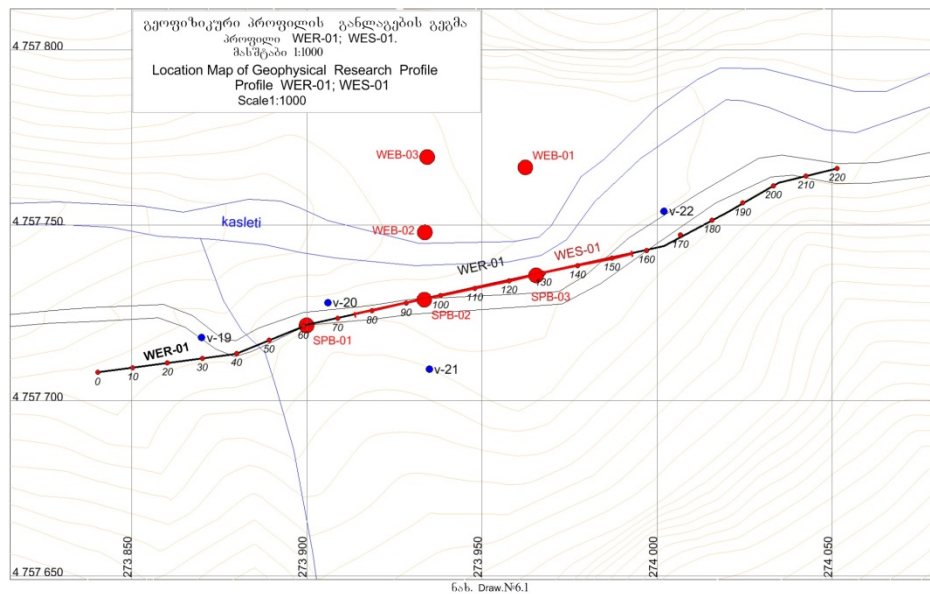 გეოფიზიკური პროფილის განლაგების გეგმა
პროფილი WER-01; WES-01.
მასშტაბი 1:1000
Location Map of Geophysical Research Profile
Profile WER-01; WES-01
Scale1:1000
4 757.800
WEB-03
WEB-01
4 757.750
kasleti
WEB-02
v-22
WER-01
WES-01
v-20
v-19
SPB-01
SPB-02
SPB-03
WER-01
v-21
0 10 20 30 40 50 60 70 80 90 100 110 120 130 140 150 160 170 180 190 200 210 220
4 757.700
4 757.650
273.850
273.900
273.950
274.000
274.050
ნახ. Draw.№6.1